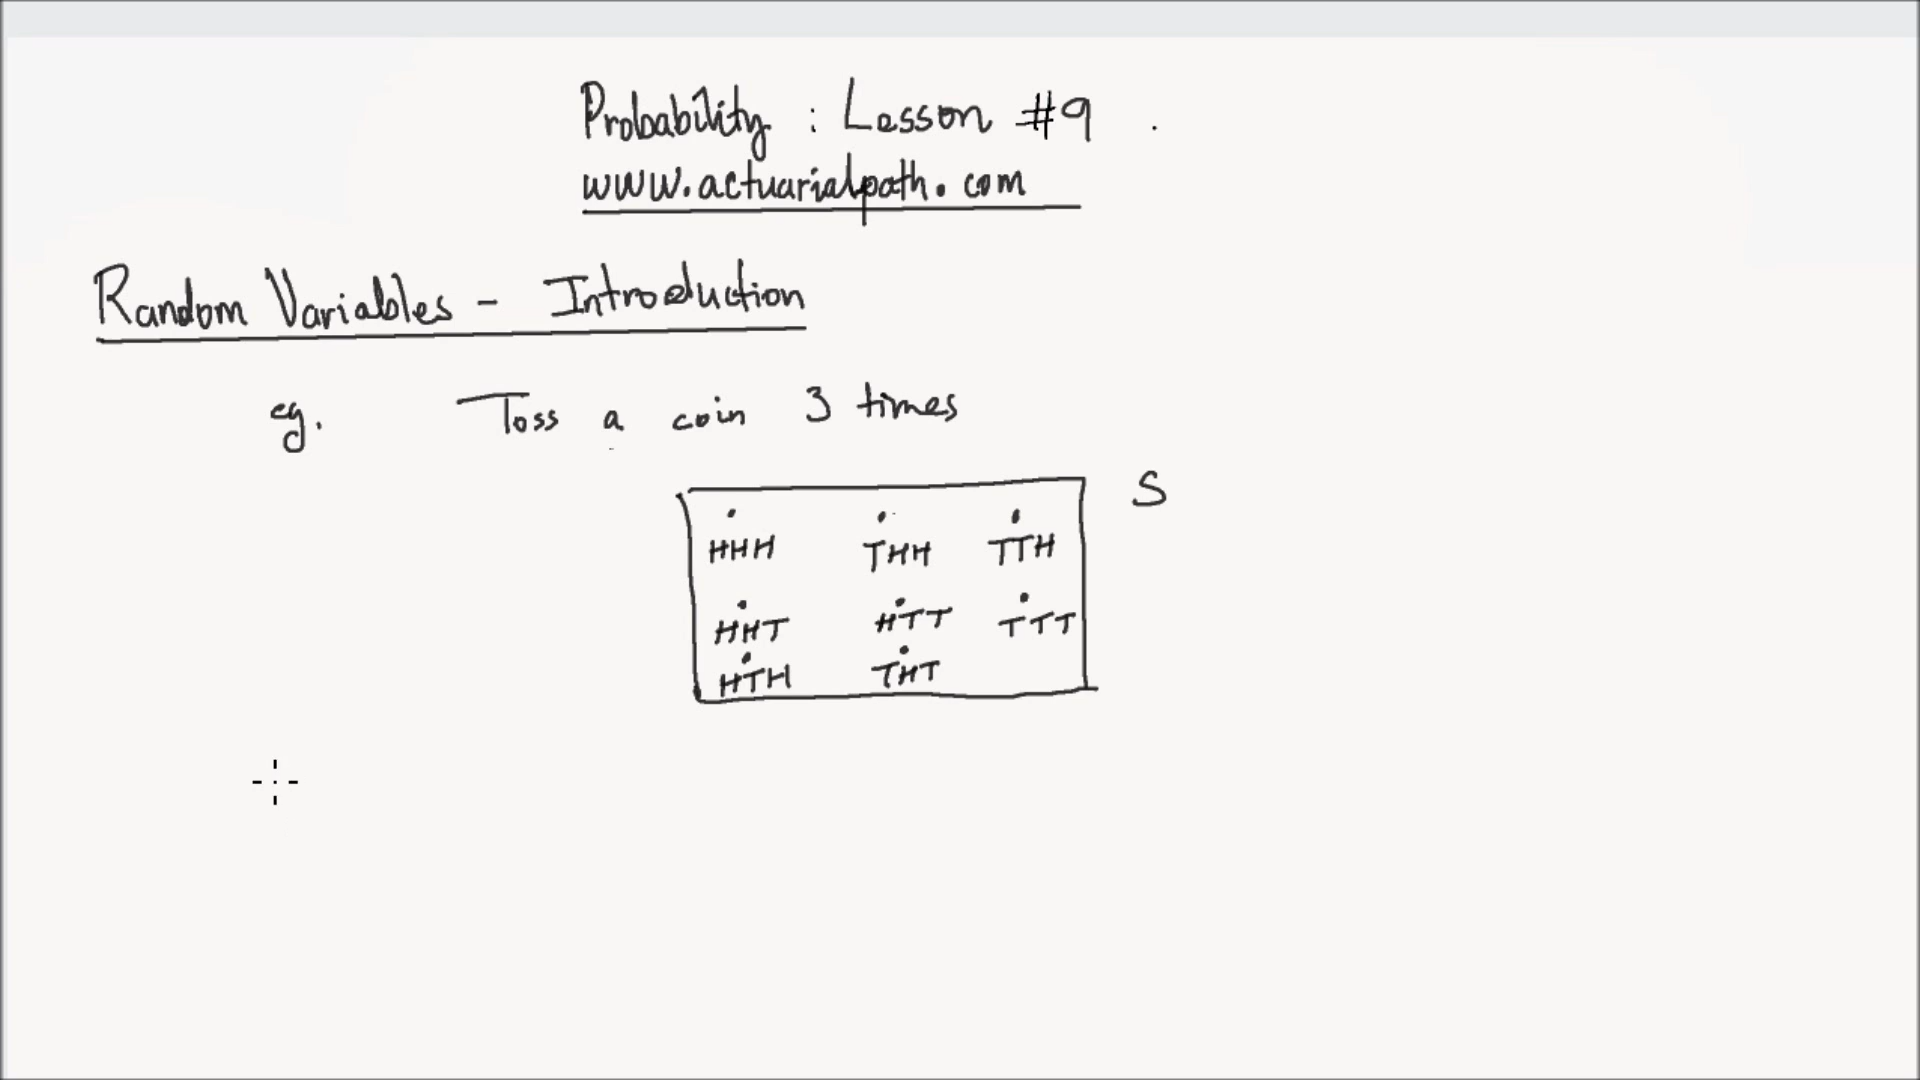 Probability : Lesson #9 .
www.actuarialpath.com
Random Variables - Introduction
eg. Toss a coin 3 times
S
HHH THH TTH
HHT HTT TTT
HTH THT